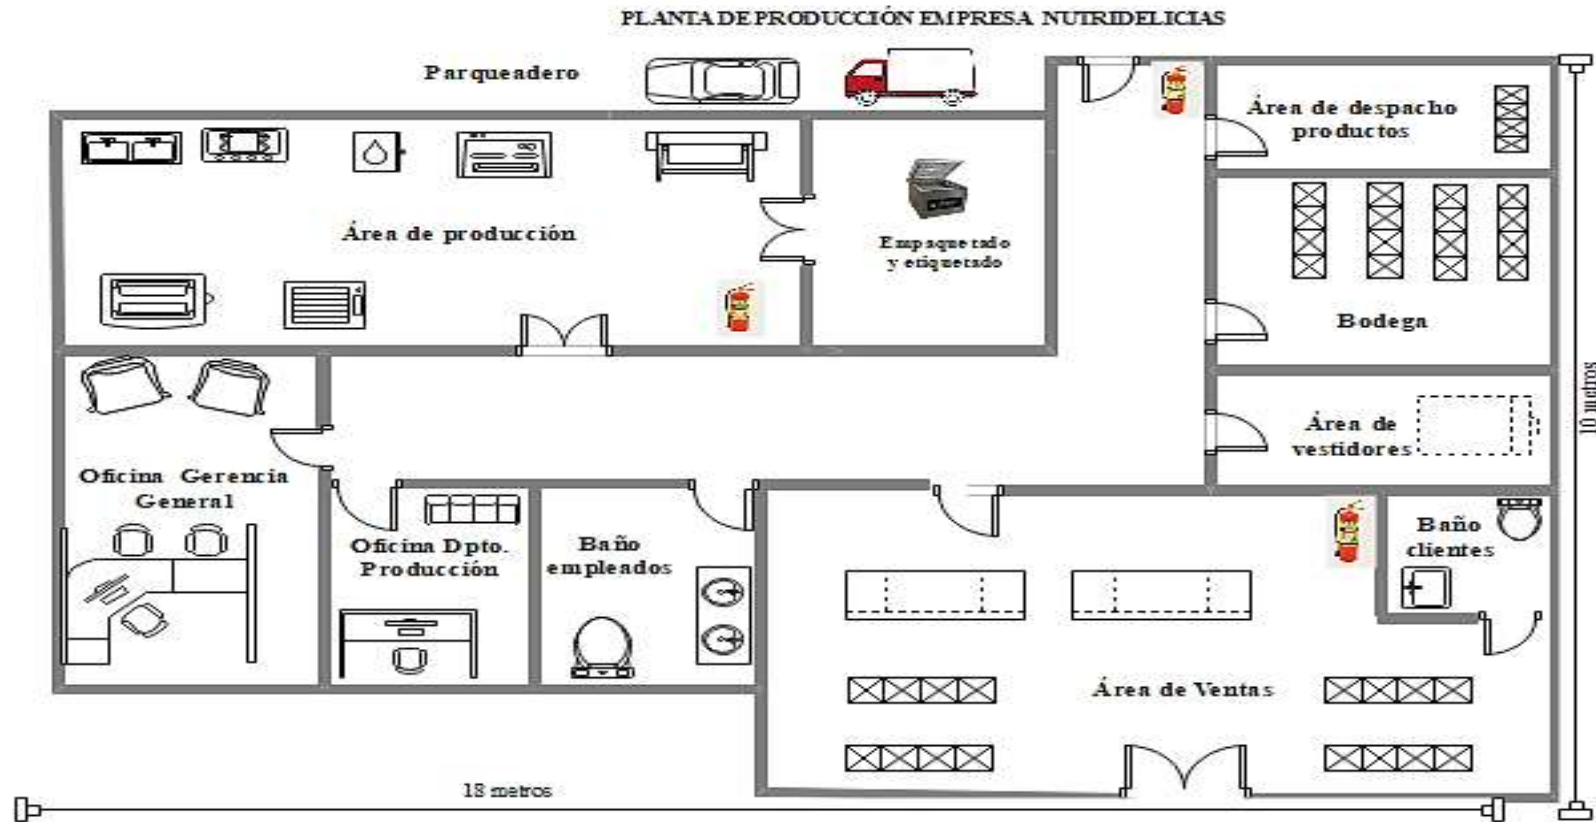 PLANTA DE PRODUCCIÓN EMPRESA NUTRIDELICIAS
Parqueadero
Área de despacho
productos
Área de producción
Empaquetado
y etiquetado
Bodega
10 metros
Área de
vestidores
Oficina Gerencia
General
Oficina Dpto.
Producción
Baño
empleados
Baño
clientes
Área de Ventas
18 metros